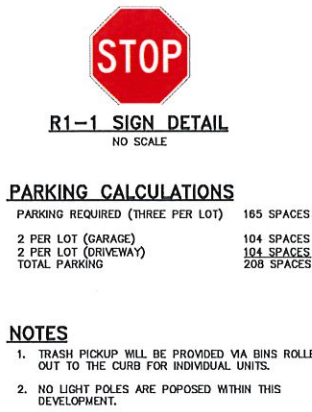 STOP
R1-1 SIGN DETAIL
NO SCALE
PARKING CALCULATIONS
PARKING REQUIRED (THREE PER LOT) 165 SPACES
2 PER LOT (GARAGE) 104 SPACES
2 PER LOT (DRIVEWAY) 104 SPACES
TOTAL PARKING 208 SPACES
NOTES
1. TRASH PICKUP WILL BE PROVIDED VIA BINS ROLLE
OUT TO THE CURB FOR INDIVIDUAL UNITS.
2. NO LIGHT POLES ARE POPOSED WITHIN THIS
DEVELOPMENT.